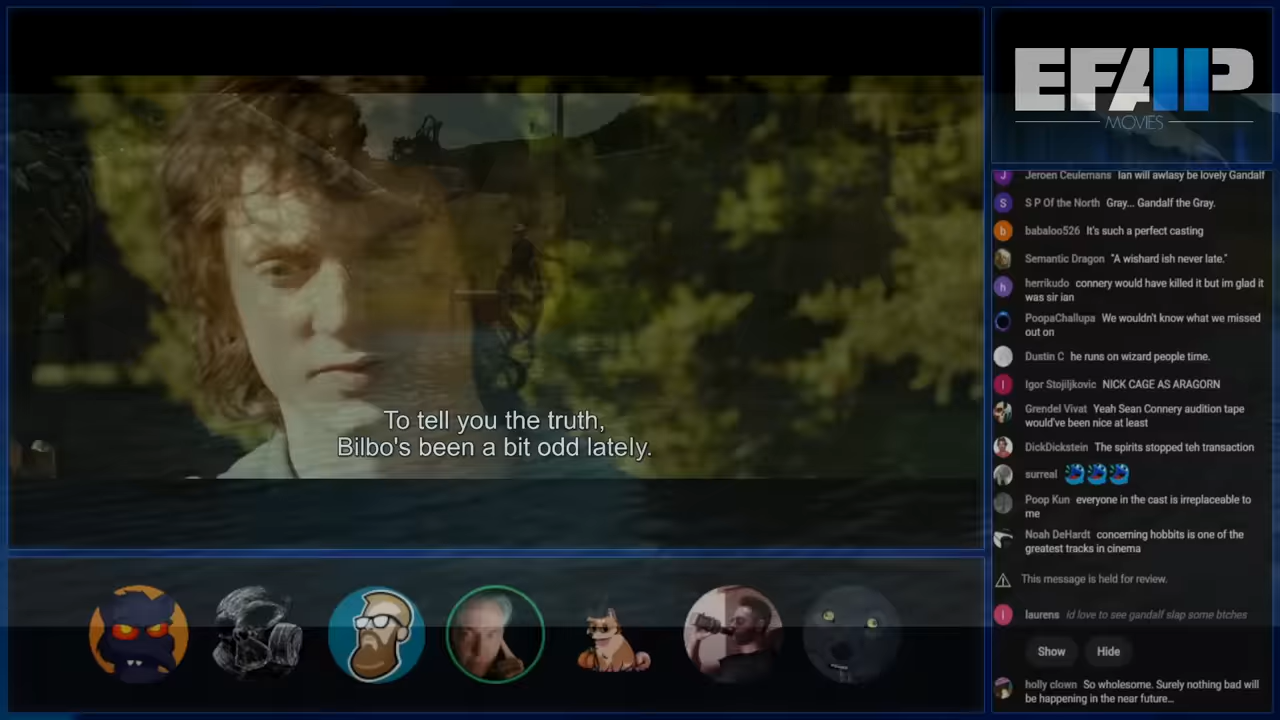 EFAIIP
MOVIES
To tell you the truth,
Bilbo's been a bit odd lately.
J
Jeroen Ceulemans Ian will awlasy be lovely Gandalf
S
S P Of the North Gray... Gandalf the Gray.
b
babaloo526 It's such a perfect casting
Semantic Dragon "A wishard ish never late."
h
herrikudo connery would have killed it but im glad it
was sir ian
PoopaChallupa We wouldn't know what we missed
out on
Dustin C he runs on wizard people time.
I
Igor Stojiljkovic NICK CAGE AS ARAGORN
Grendel Vivat Yeah Sean Connery audition tape
would've been nice at least
DickDickstein The spirits stopped teh transaction
surreal
Poop Kun everyone in the cast is irreplaceable to
me
Noah DeHardt concerning hobbits is one of the
greatest tracks in cinema
This message is held for review.
l
laurens id love to see gandalf slap some btches
Show Hide
holly clown So wholesome. Surely nothing bad will
be happening in the near future...